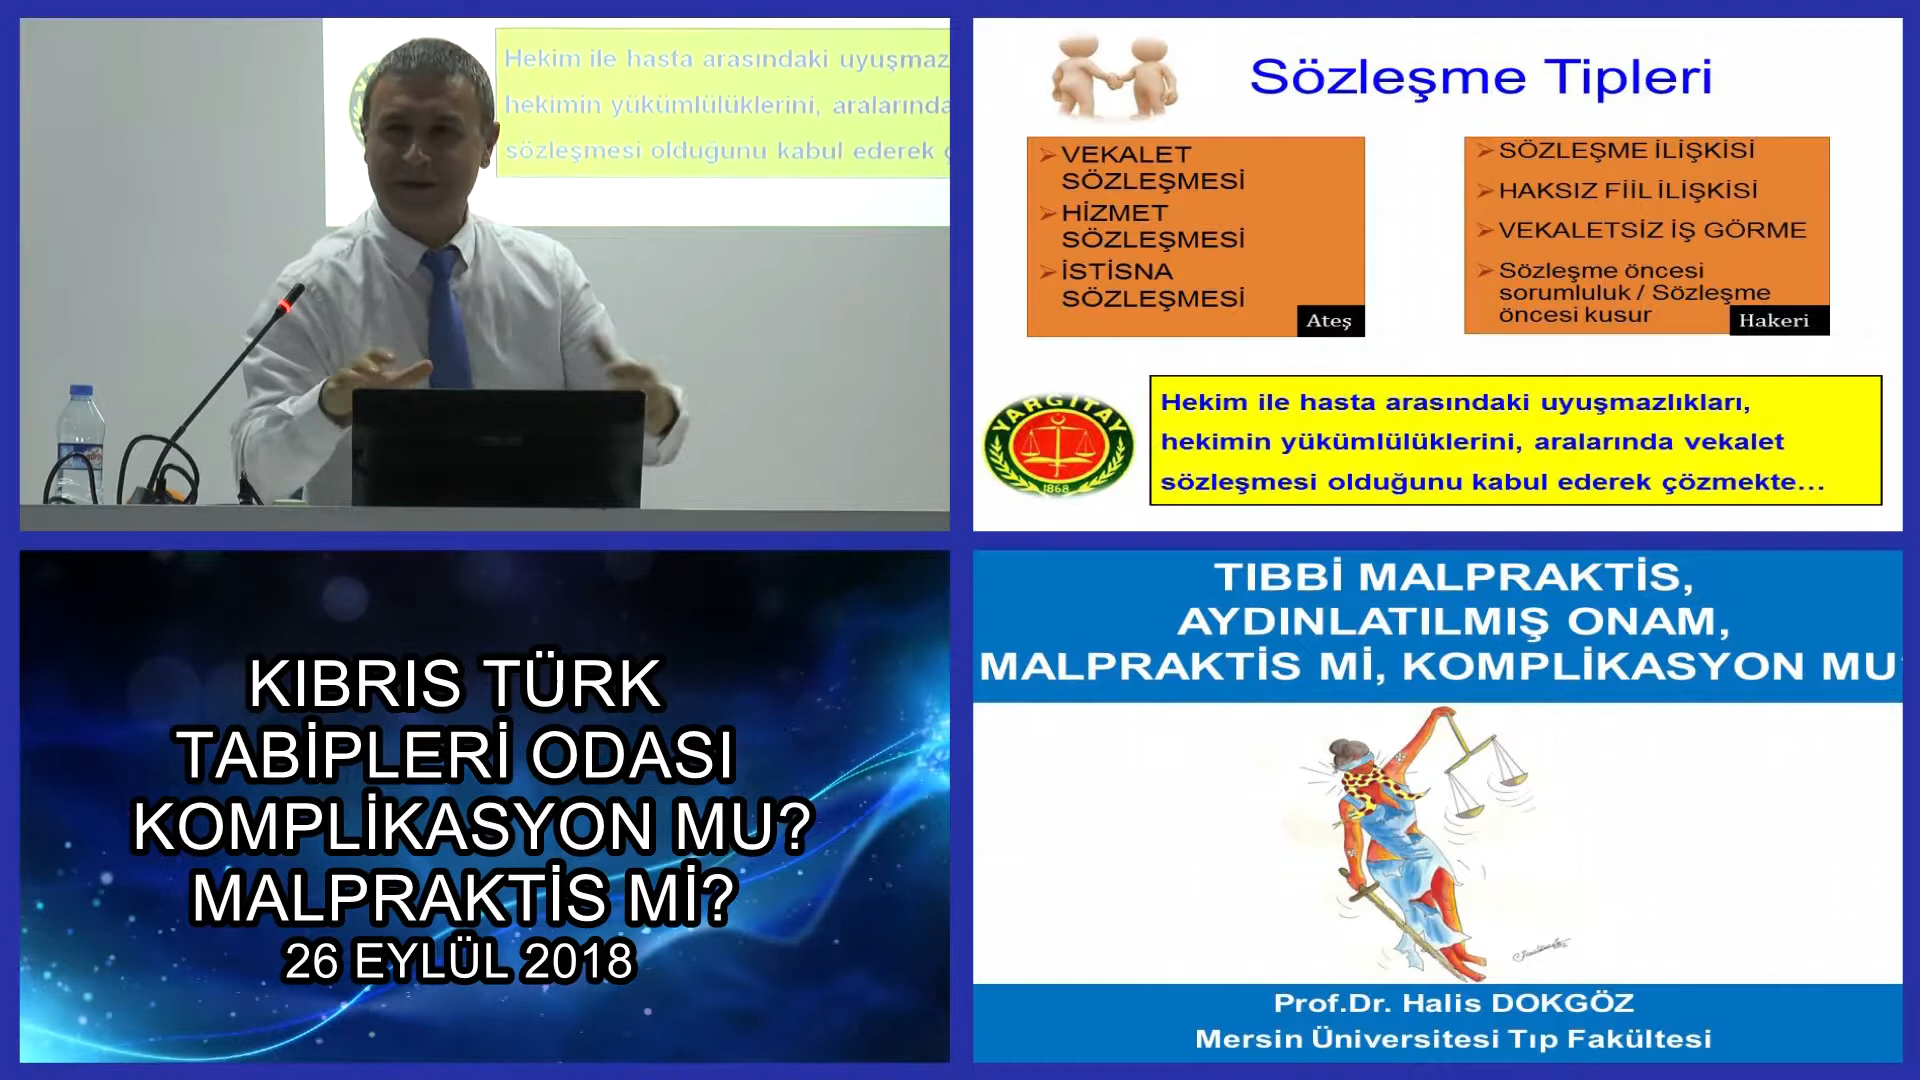 Hekim ile hasta arasındaki uyuşmaz
hekimin yükümlülüklerini, aralarında
sözleşmesi olduğunu kabul ederek ç
Sözleşme Tipleri
VEKALET
SÖZLEŞMESİ
HİZMET
SÖZLEŞMESİ
İSTİSNA
SÖZLEŞMESİ
Ateş
SÖZLEŞME İLİŞKİSİ
HAKSIZ FİİL İLİŞKİSİ
VEKALETSİZ İŞ GÖRME
Sözleşme öncesi
sorumluluk / Sözleşme
öncesi kusur
Hakeri
YARGITAY
1868
Hekim ile hasta arasındaki uyuşmazlıkları,
hekimin yükümlülüklerini, aralarında vekalet
sözleşmesi olduğunu kabul ederek çözmekte...
KIBRIS TÜRK
TABİPLERİ ODASI
KOMPLİKASYON MU?
MALPRAKTİS Mİ?
26 EYLÜL 2018
TIBBİ MALPRAKTİS,
AYDINLATILMIŞ ONAM,
MALPRAKTİS Mİ, KOMPLİKASYON MU
Prof.Dr. Halis DOKGÖZ
Mersin Üniversitesi Tıp Fakültesi